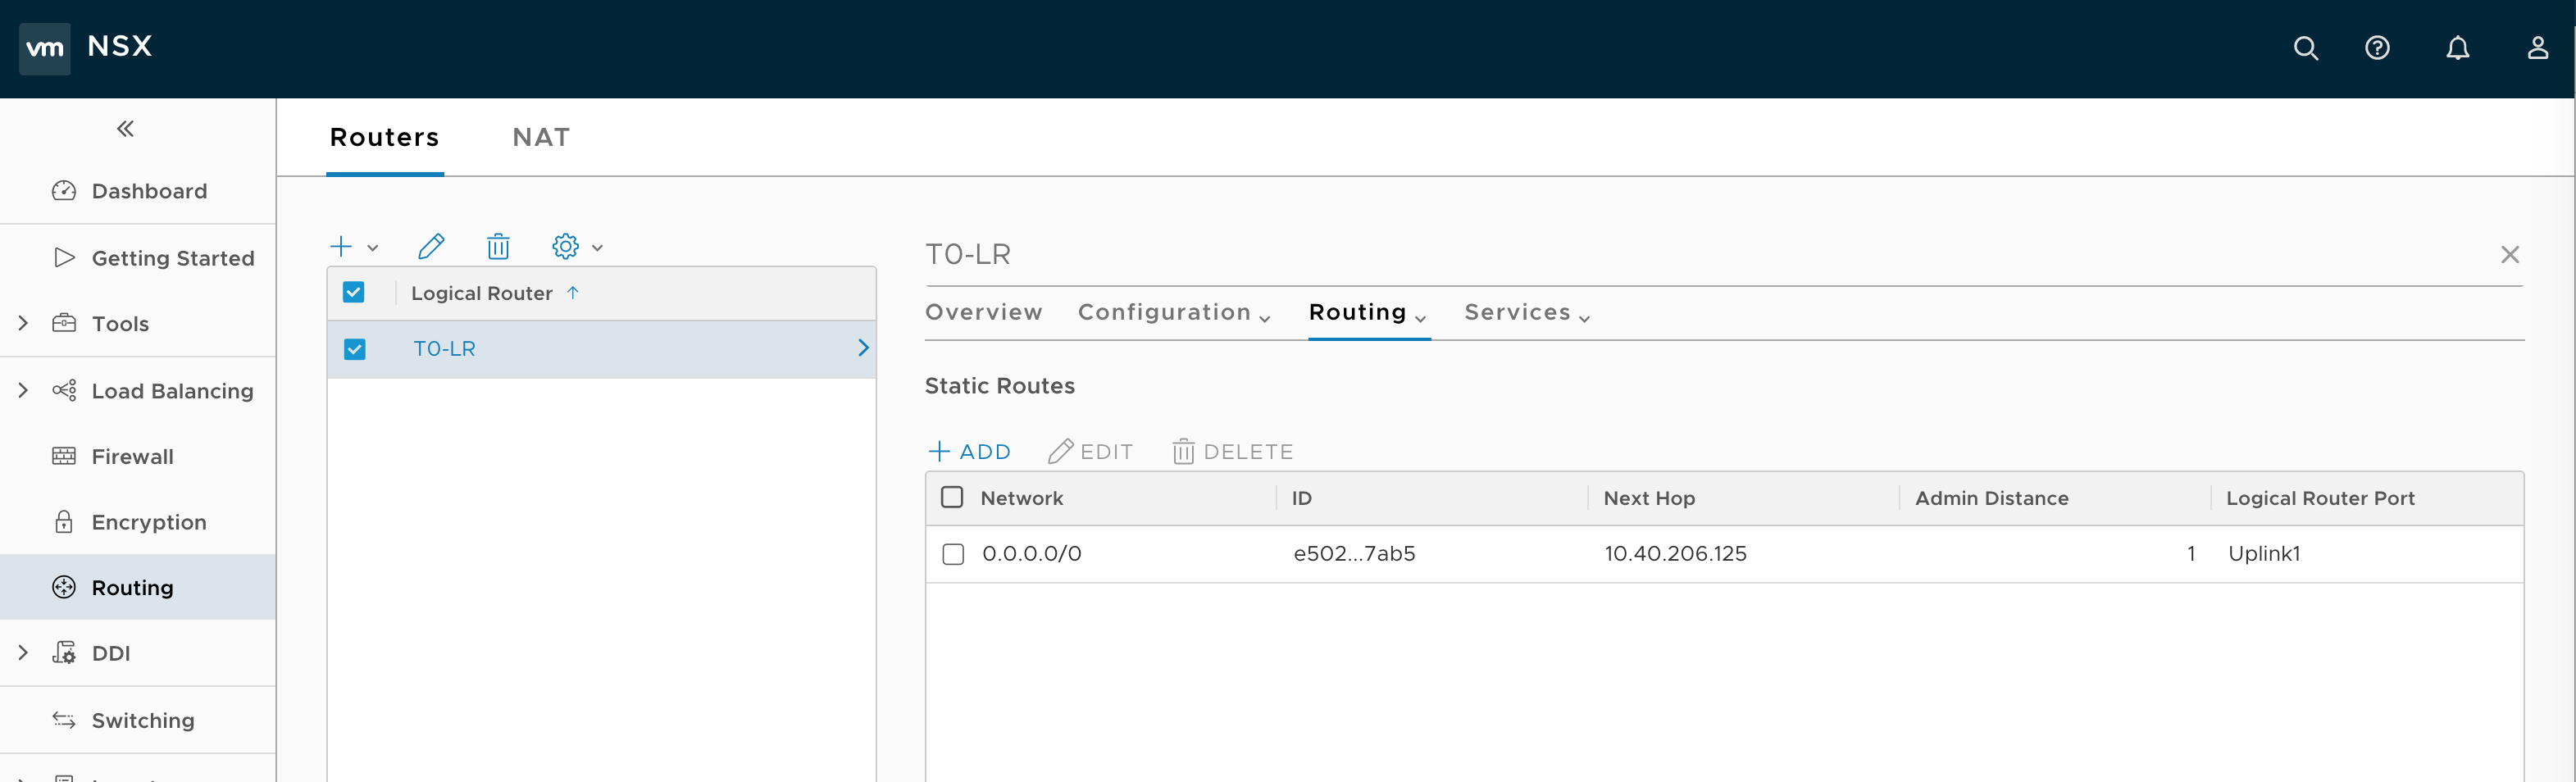 vm NSX
Routers NAT
Dashboard
Getting Started
Tools
Load Balancing
Firewall
Encryption
Routing
DDI
Switching
Logical Router ↑
T0-LR
T0-LR
Overview Configuration Routing Services
Static Routes
+ ADD EDIT DELETE
Network ID Next Hop Admin Distance Logical Router Port
0.0.0.0/0 e502...7ab5 10.40.206.125 1 Uplink1